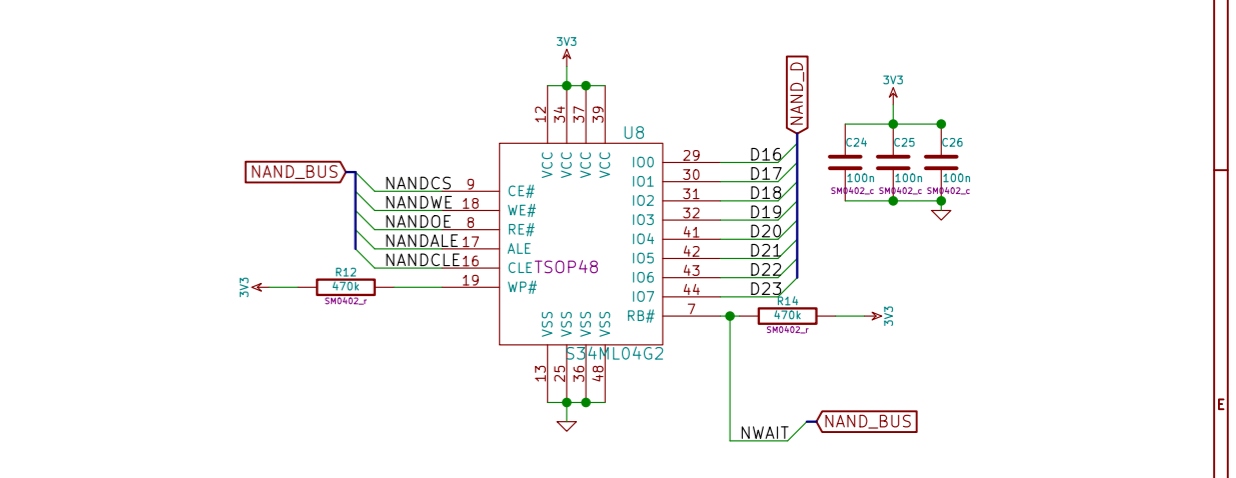 3V3
12
34
37
39
VCC
VCC
VCC
VCC
U8
NAND_D
3V3
C24
C25
C26
100n
100n
100n
SM0402_c
SM0402_c
SM0402_c
NAND_BUS
NANDCS 9 CE#
NANDWE 18 WE#
NANDOE 8 RE#
NANDALE 17 ALE
NANDCLE 16 CLE
19 WP#
TSOP48
3V3
R12
470k
SM0402_r
IO0 29 D16
IO1 30 D17
IO2 31 D18
IO3 32 D19
IO4 41 D20
IO5 42 D21
IO6 43 D22
IO7 44 D23
RB# 7
R14
470k
SM0402_r
3V3
VSS
VSS
VSS
VSS
S34ML04G2
13
25
36
48
NWAIT
NAND_BUS
E